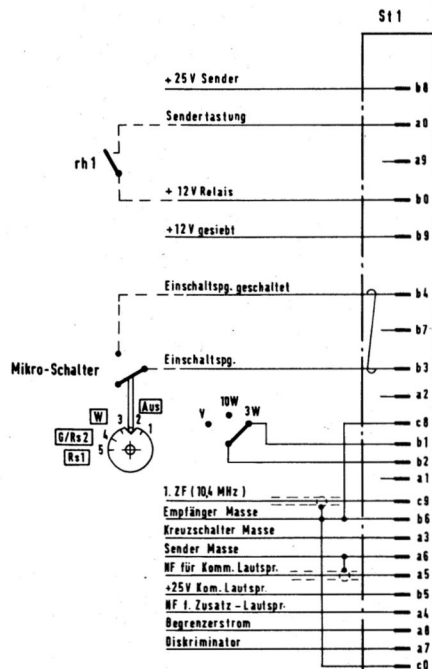 St 1
+25V Sender
b8
Sendertastung
a0
a9
rh1
+ 12V Relais
b0
+12V gesiebt
b9
Einschaltspg. geschaltet
b4
b7
Mikro-Schalter
Einschaltspg.
b3
a2
W
3
2
Aus
G/Rs2
4
1
Rs1
5
V
10W
3W
c8
b1
b2
a1
1. ZF (10,4 MHz)
c9
Empfänger Masse
b6
Kreuzschalter Masse
a3
Sender Masse
a6
NF für Komm. Lautspr.
a5
+25V Kom. Lautspr.
b5
NF f. Zusatz-Lautspr.
a4
Begrenzerstrom
a8
Diskriminator
a7
c0